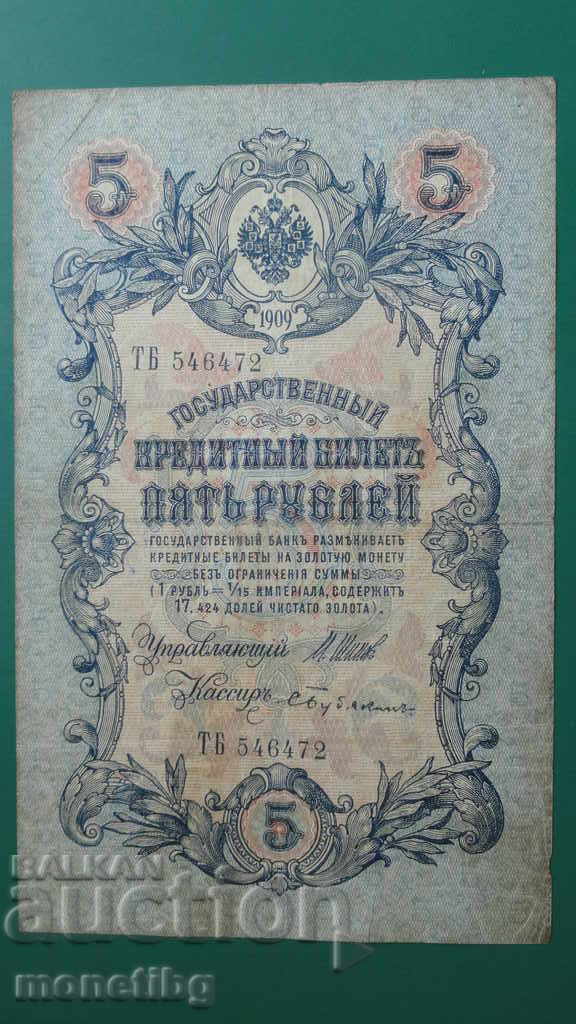 5 5
1909
ТБ 546472
ГОСУДАРСТВЕННЫЙ
КРЕДИТНЫЙ БИЛЕТЪ
ПЯТЬ РУБЛЕЙ
ГОСУДАРСТВЕННЫЙ БАНКЪ РАЗМѢНИВАЕТЪ
КРЕДИТНЫЕ БИЛЕТЫ НА ЗОЛОТУЮ МОНЕТУ
БЕЗЪ ОГРАНИЧЕНІЯ СУММЫ
(1 РУБЛЬ = 1/15 ИМПЕРІАЛА, СОДЕРЖИТЪ
17,424 ДОЛЕЙ ЧИСТАГО ЗОЛОТА).
Управляющій И. Шипов
Кассиръ
ТБ 546472
5
BALKAN
auction
monetibg